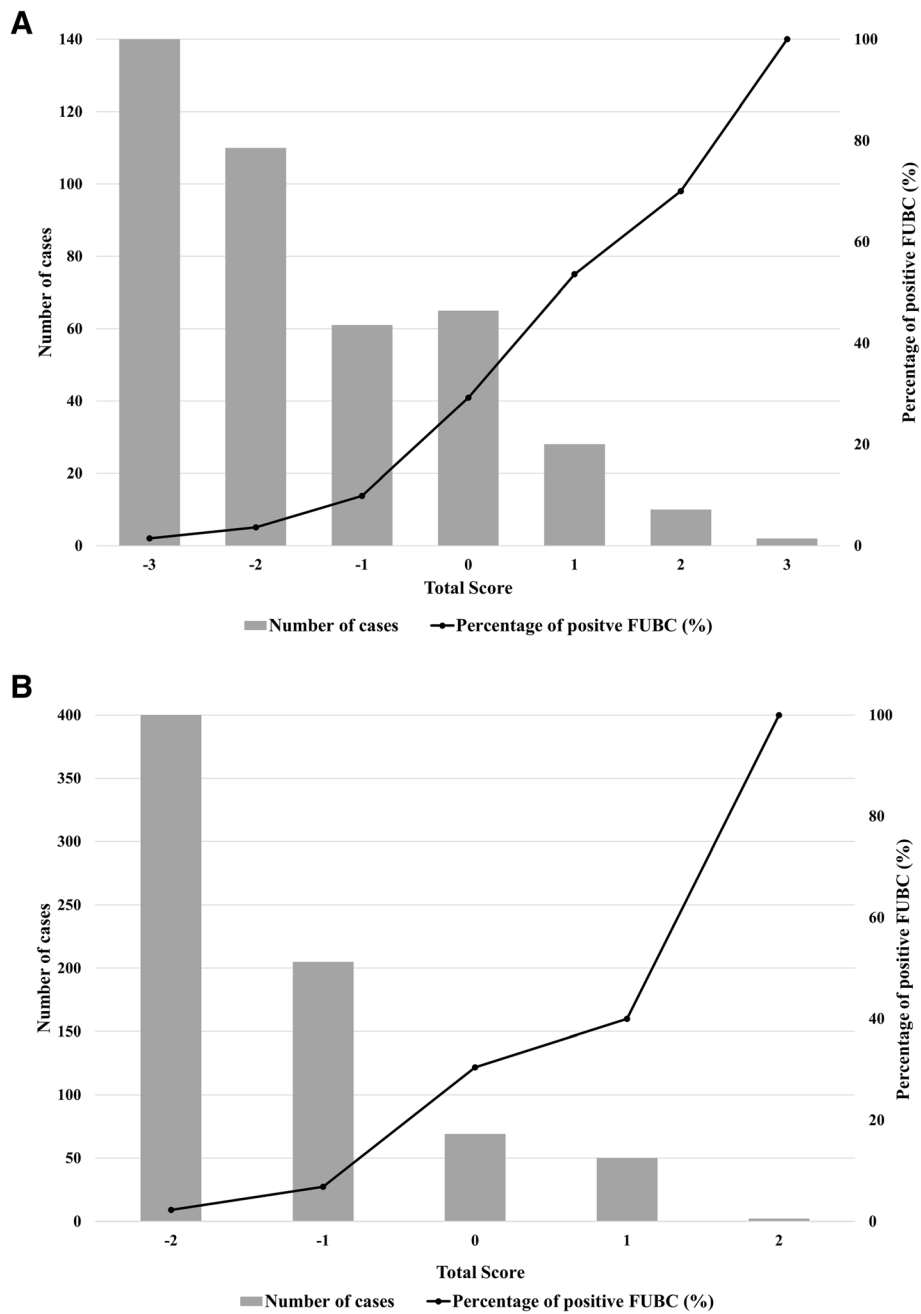 A
140
120
100
80
60
40
20
0
100
80
60
40
20
0
Number of cases
Percentage of positive FUBC (%)
-3 -2 -1 0 1 2 3
Total Score
Number of cases Percentage of positve FUBC (%)
B
400
350
300
250
200
150
100
50
0
100
80
60
40
20
0
Number of cases
Percentage of positive FUBC (%)
-2 -1 0 1 2
Total Score
Number of cases Percentage of positive FUBC (%)